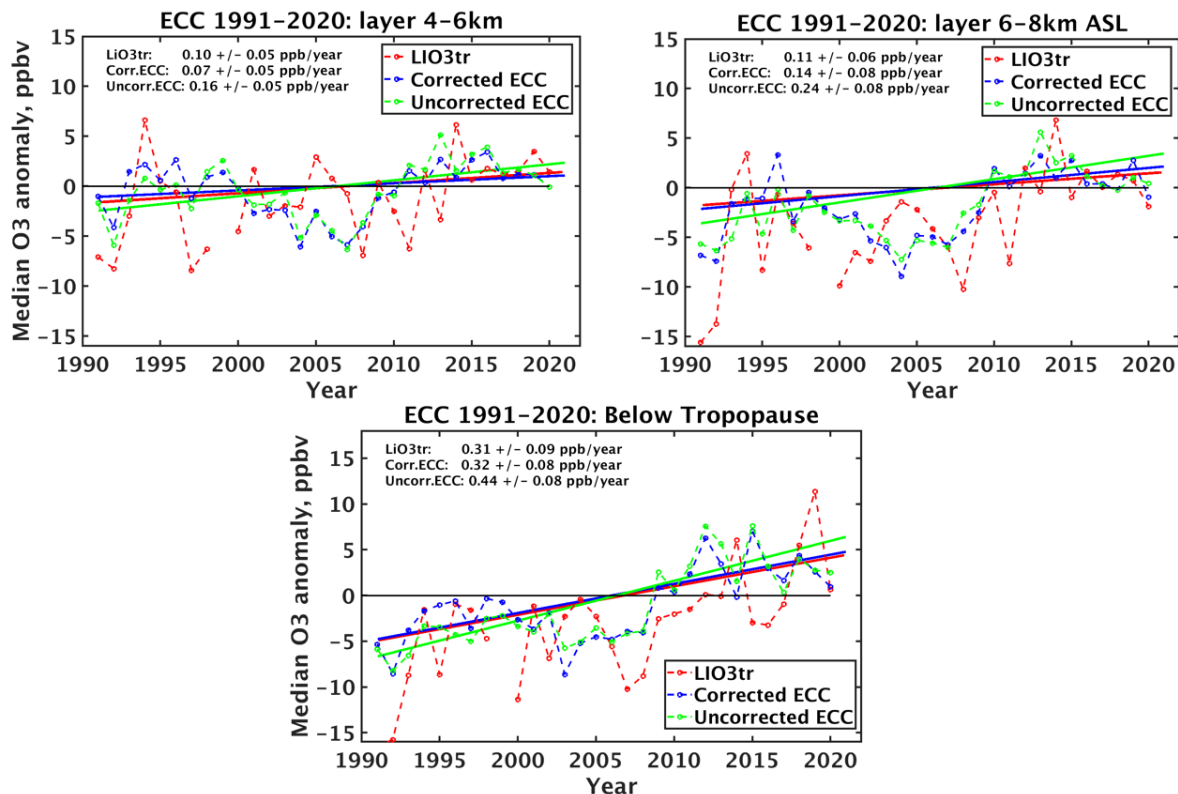 ECC 1991-2020: layer 4-6km
LiO3tr: 0.10 +/- 0.05 ppb/year
Corr.ECC: 0.07 +/- 0.05 ppb/year
Uncorr.ECC: 0.16 +/- 0.05 ppb/year
LIO3tr
Corrected ECC
Uncorrected ECC
Median O3 anomaly, ppbv
15
10
5
0
-5
-10
-15
1990 1995 2000 2005 2010 2015 2020
Year
ECC 1991-2020: layer 6-8km ASL
LiO3tr: 0.11 +/- 0.06 ppb/year
Corr.ECC: 0.14 +/- 0.08 ppb/year
Uncorr.ECC: 0.24 +/- 0.08 ppb/year
LIO3tr
Corrected ECC
Uncorrected ECC
15
10
5
0
-5
-10
-15
1990 1995 2000 2005 2010 2015 2020
Year
ECC 1991-2020: Below Tropopause
LiO3tr: 0.31 +/- 0.09 ppb/year
Corr.ECC: 0.32 +/- 0.08 ppb/year
Uncorr.ECC: 0.44 +/- 0.08 ppb/year
LIO3tr
Corrected ECC
Uncorrected ECC
Median O3 anomaly, ppbv
15
10
5
0
-5
-10
-15
1990 1995 2000 2005 2010 2015 2020
Year